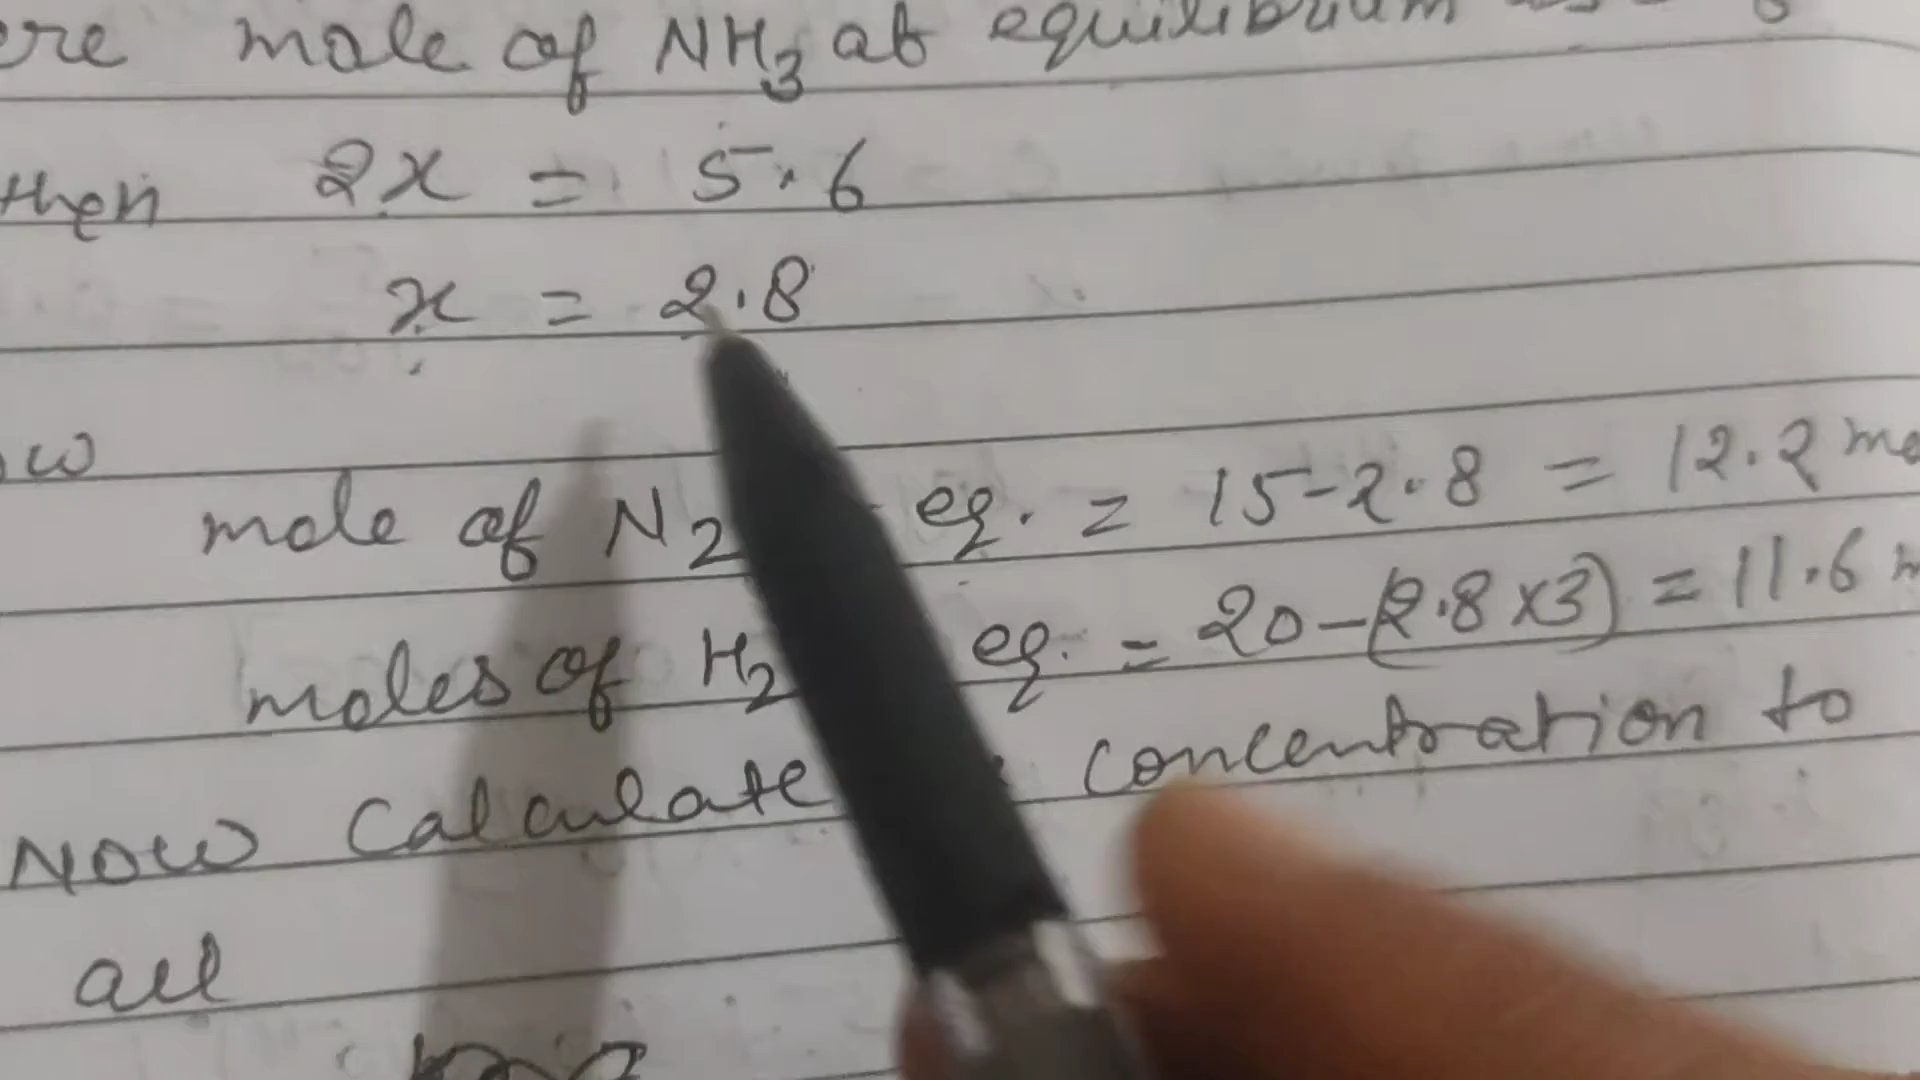 mole of NH3 at equilibrium
then 2x = 5.6
x = 2.8
mole of N2 eq. = 15-2.8 = 12.2
moles of H2 eq. = 20-(2.8x3) = 11.6
Now Calculate concentration to
all